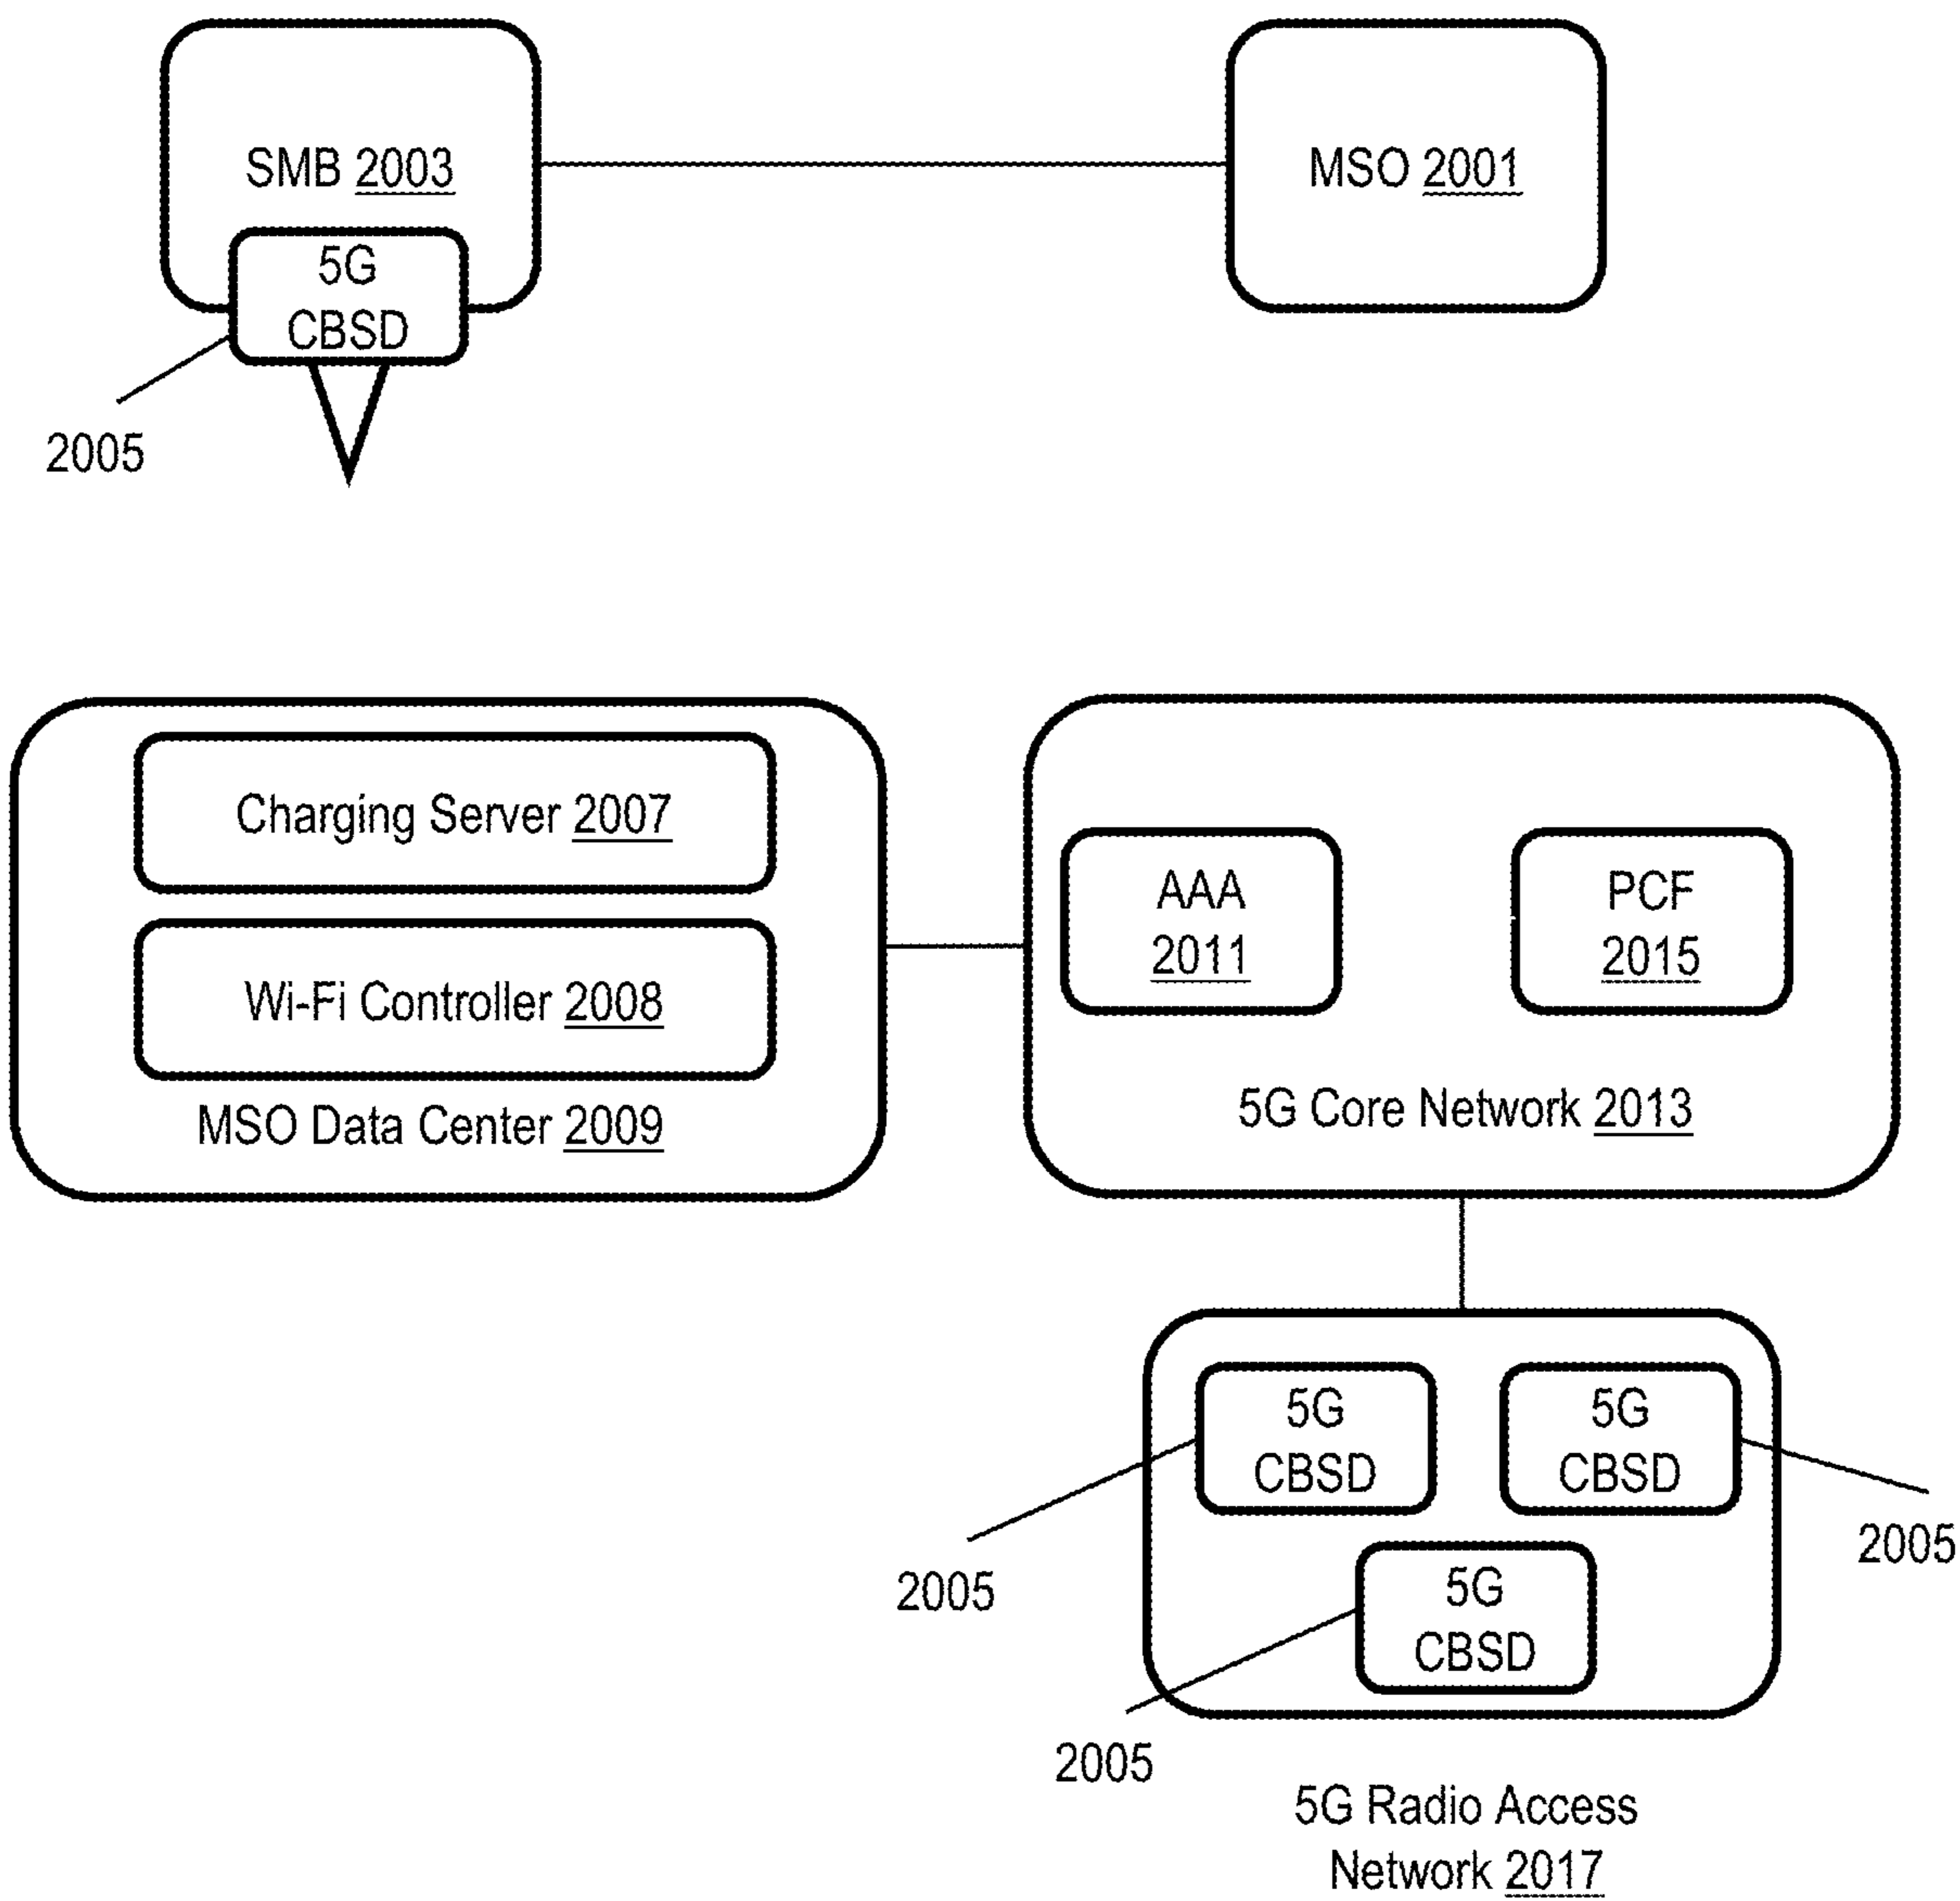 SMB 2003
MSO 2001
5G
CBSD
2005
Charging Server 2007
Wi-Fi Controller 2008
MSO Data Center 2009
AAA
2011
PCF
2015
5G Core Network 2013
5G
CBSD
5G
CBSD
2005
2005
5G
CBSD
2005
5G Radio Access
Network 2017